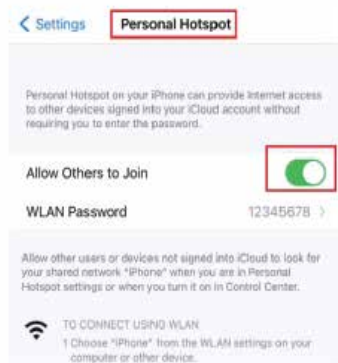 Settings Personal Hotspot
Personal Hotspot on your iPhone can provide Internet access
to other devices signed into your iCloud account without
requiring you to enter the password.
Allow Others to Join
WLAN Password 12345678
Allow other users or devices not signed into iCloud to look for
your shared network "iPhone" when you are in Personal
Hotspot settings or when you turn it on in Control Center.
TO CONNECT USING WLAN
1 Choose "iPhone" from the WLAN settings on your
computer or other device.